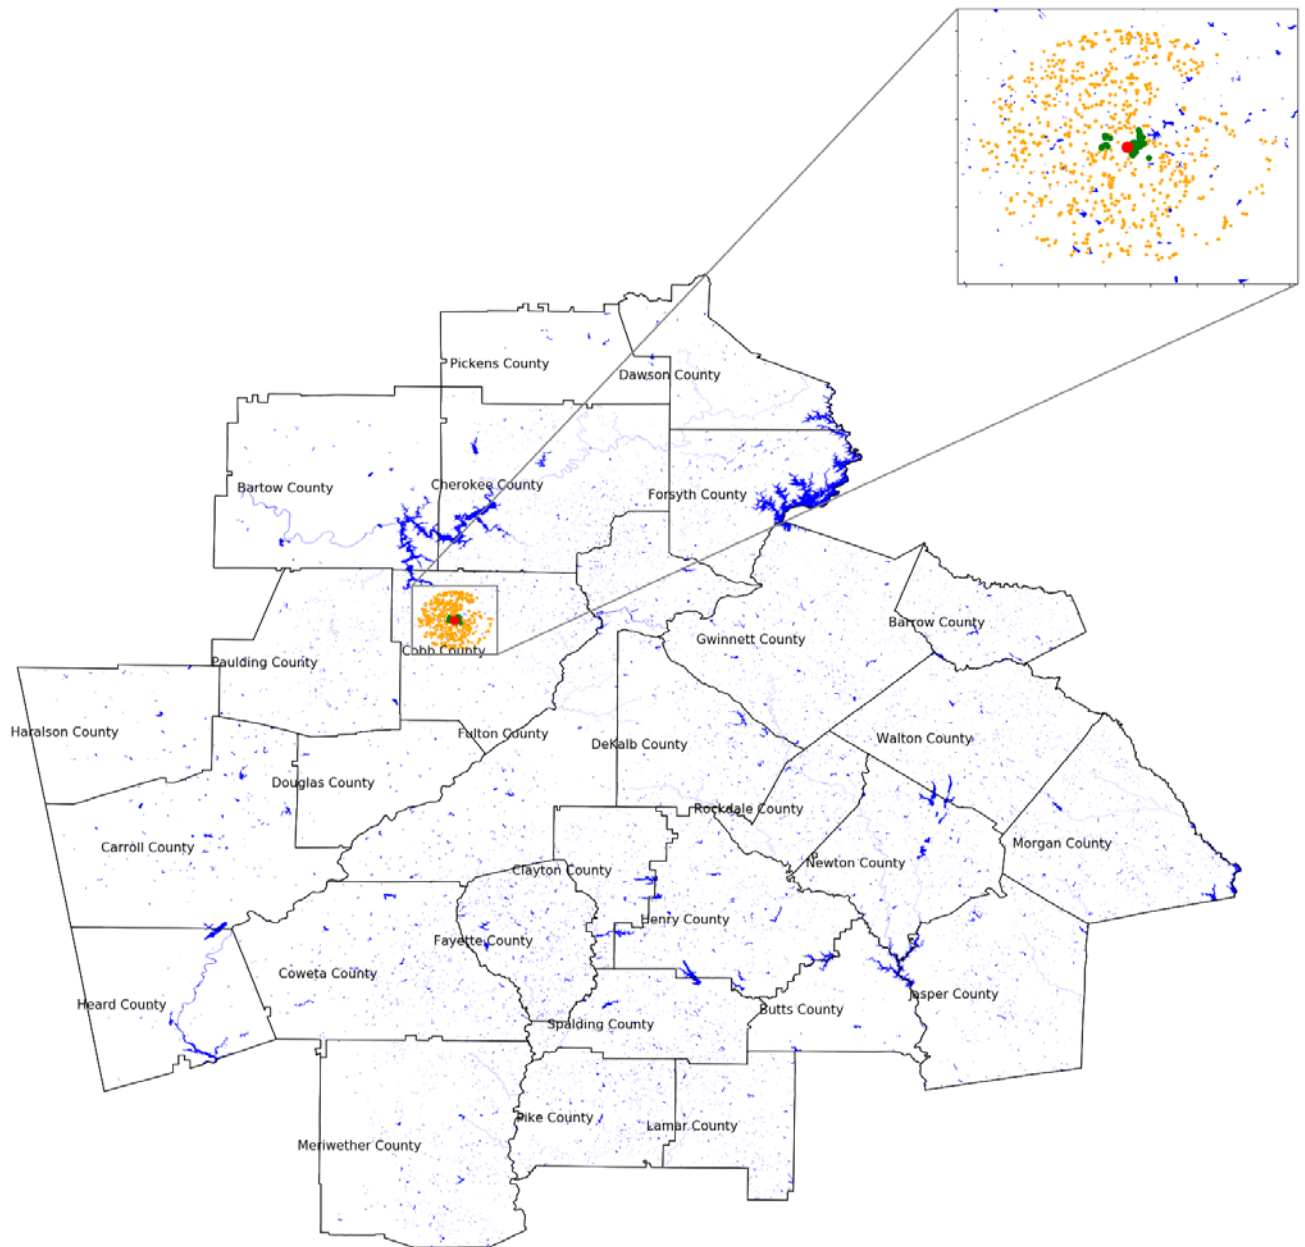 Pickens County
Dawson County
Bartow County
Cherokee County
Forsyth County
Gwinnett County
Barrow County
Cobb County
Paulding County
Haralson County
Fulton County
DeKalb County
Walton County
Douglas County
Rockdale County
Carroll County
Morgan County
Newton County
Clayton County
Henry County
Fayette County
Coweta County
Jasper County
Heard County
Butts County
Spalding County
Pike County
Lamar County
Meriwether County